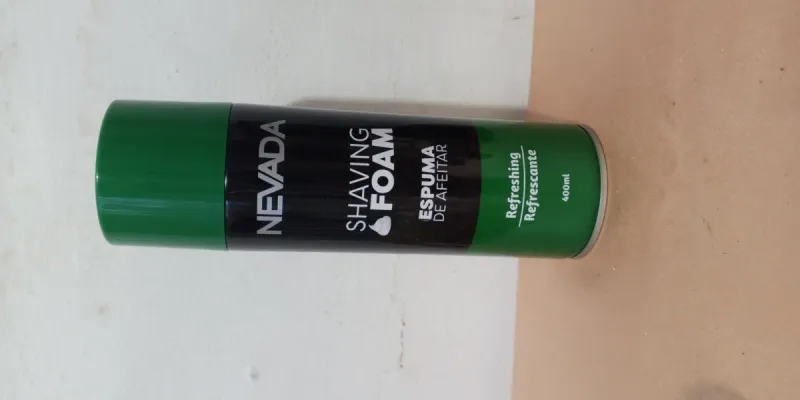 NEVADA
SHAVING
FOAM
ESPUMA
DE AFEITAR
Refreshing
Refrescante
400ml